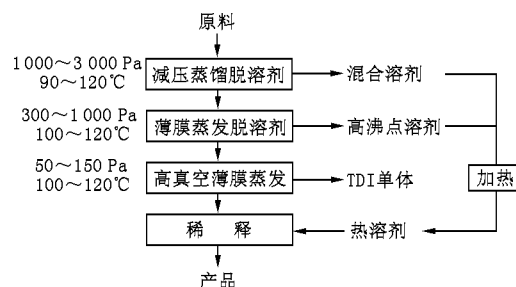 原料
1 000～3 000 Pa
90～120℃
减压蒸馏脱溶剂
混合溶剂
300～1 000 Pa
100～120℃
薄膜蒸发脱溶剂
高沸点溶剂
50～150 Pa
100～120℃
高真空薄膜蒸发
TDI单体
加热
稀 释
热溶剂
产品